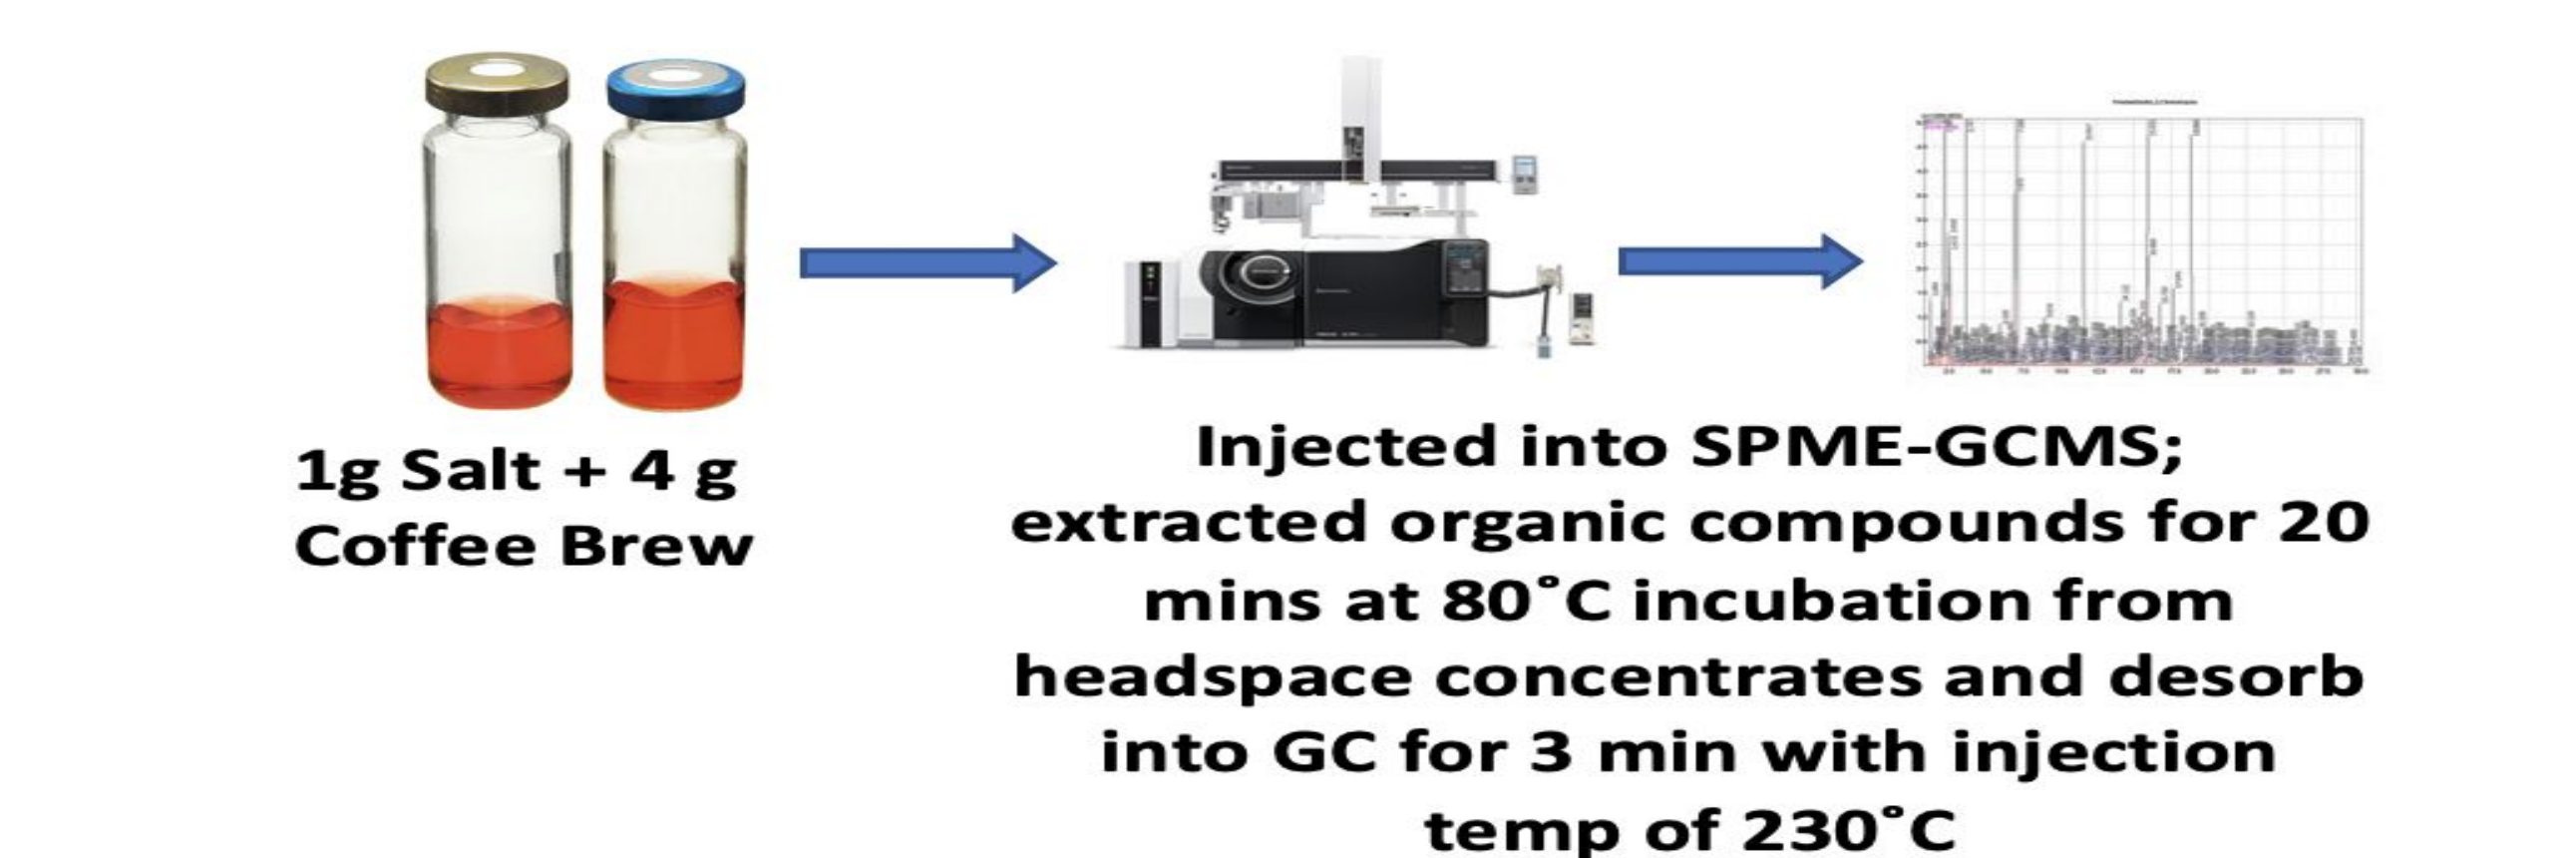 1g Salt + 4 g
Coffee Brew
Injected into SPME-GCMS;
extracted organic compounds for 20
mins at 80˚C incubation from
headspace concentrates and desorb
into GC for 3 min with injection
temp of 230˚C